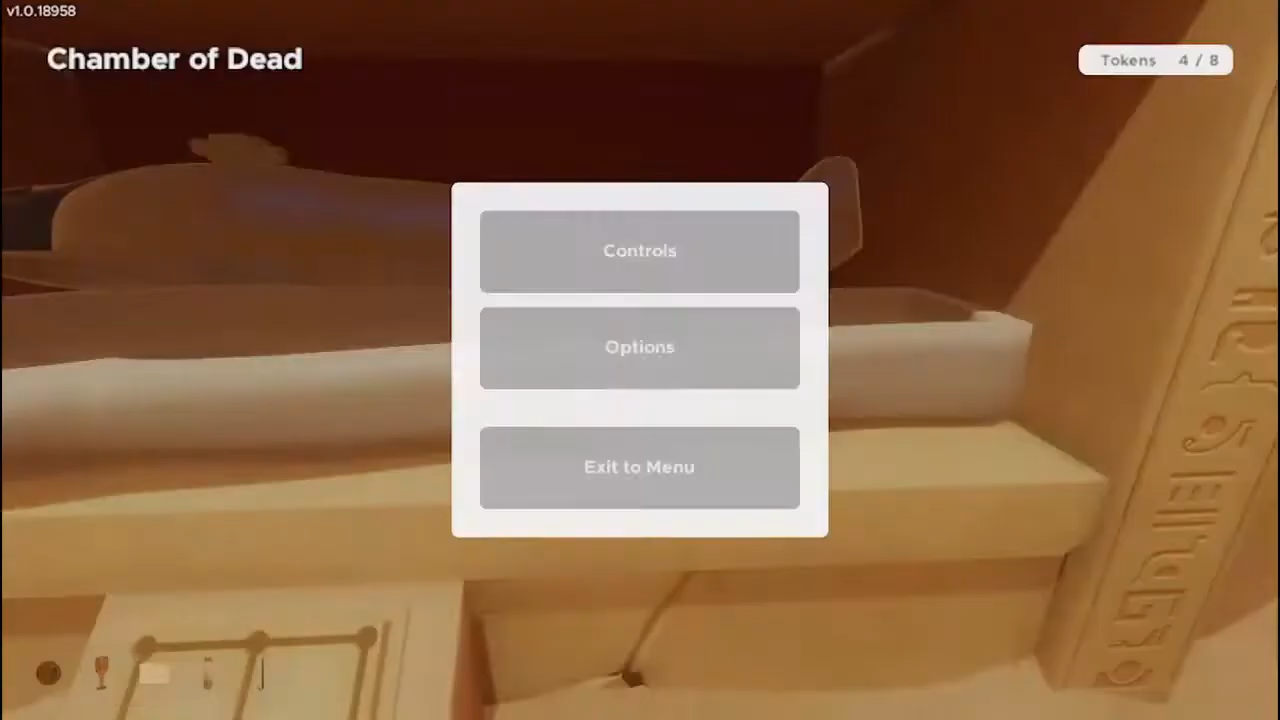 v1.0.18958
Chamber of Dead
Tokens 4 / 8
Controls
Options
Exit to Menu